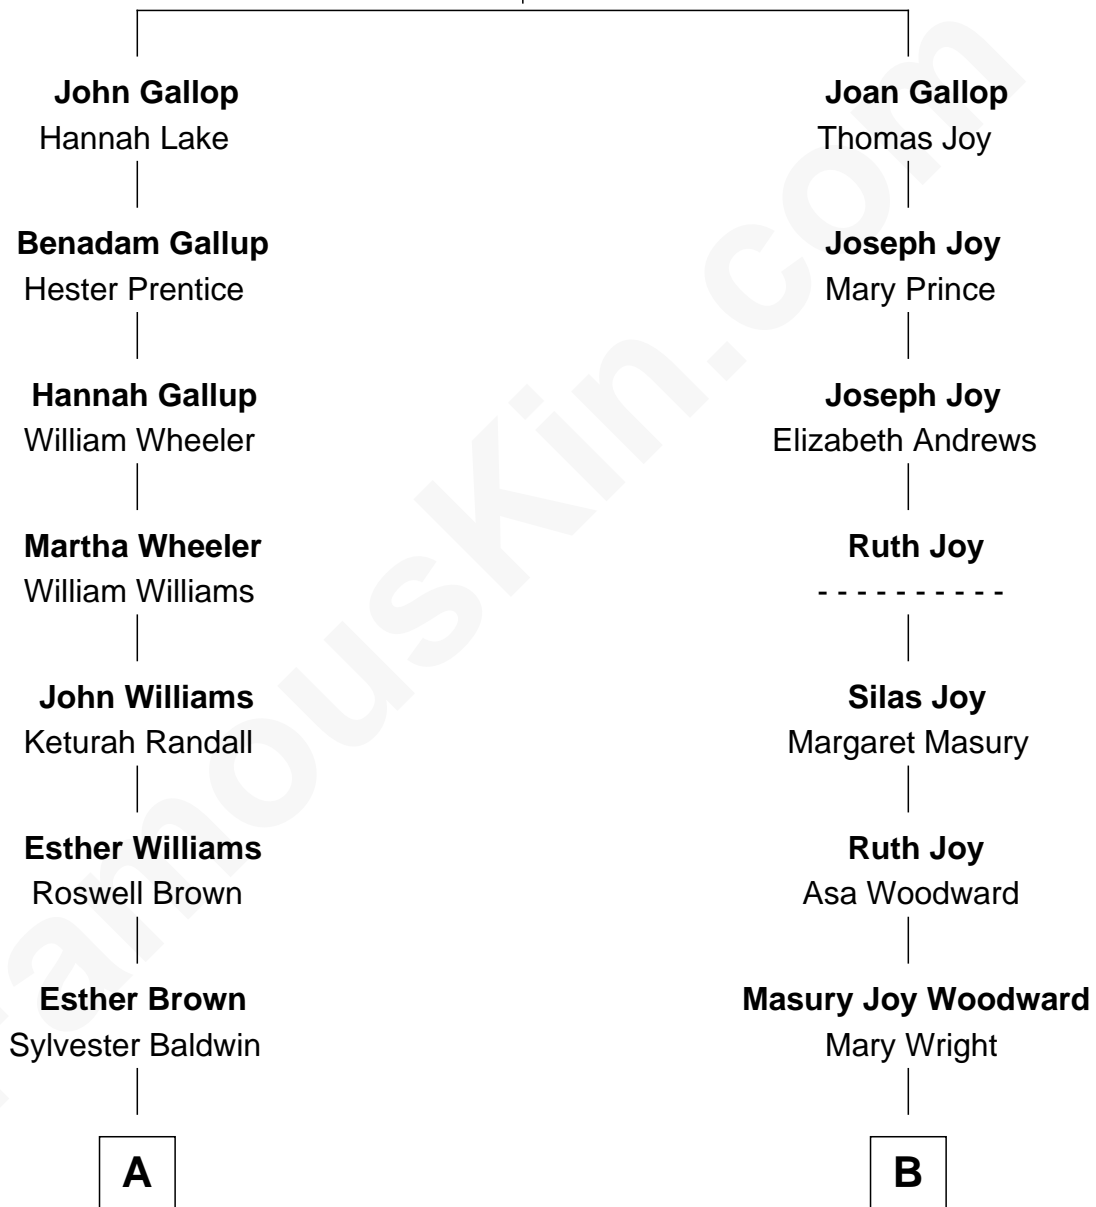 John Gallop
Hannah Lake
Joan Gallop
Thomas Joy
Benadam Gallup
Hester Prentice
Joseph Joy
Mary Prince
Hannah Gallup
William Wheeler
Joseph Joy
Elizabeth Andrews
Martha Wheeler
William Williams
Ruth Joy
- - - - - - - - - -
John Williams
Keturah Randall
Silas Joy
Margaret Masury
Esther Williams
Roswell Brown
Ruth Joy
Asa Woodward
Esther Brown
Sylvester Baldwin
Masury Joy Woodward
Mary Wright
A
B
FamousKin.com